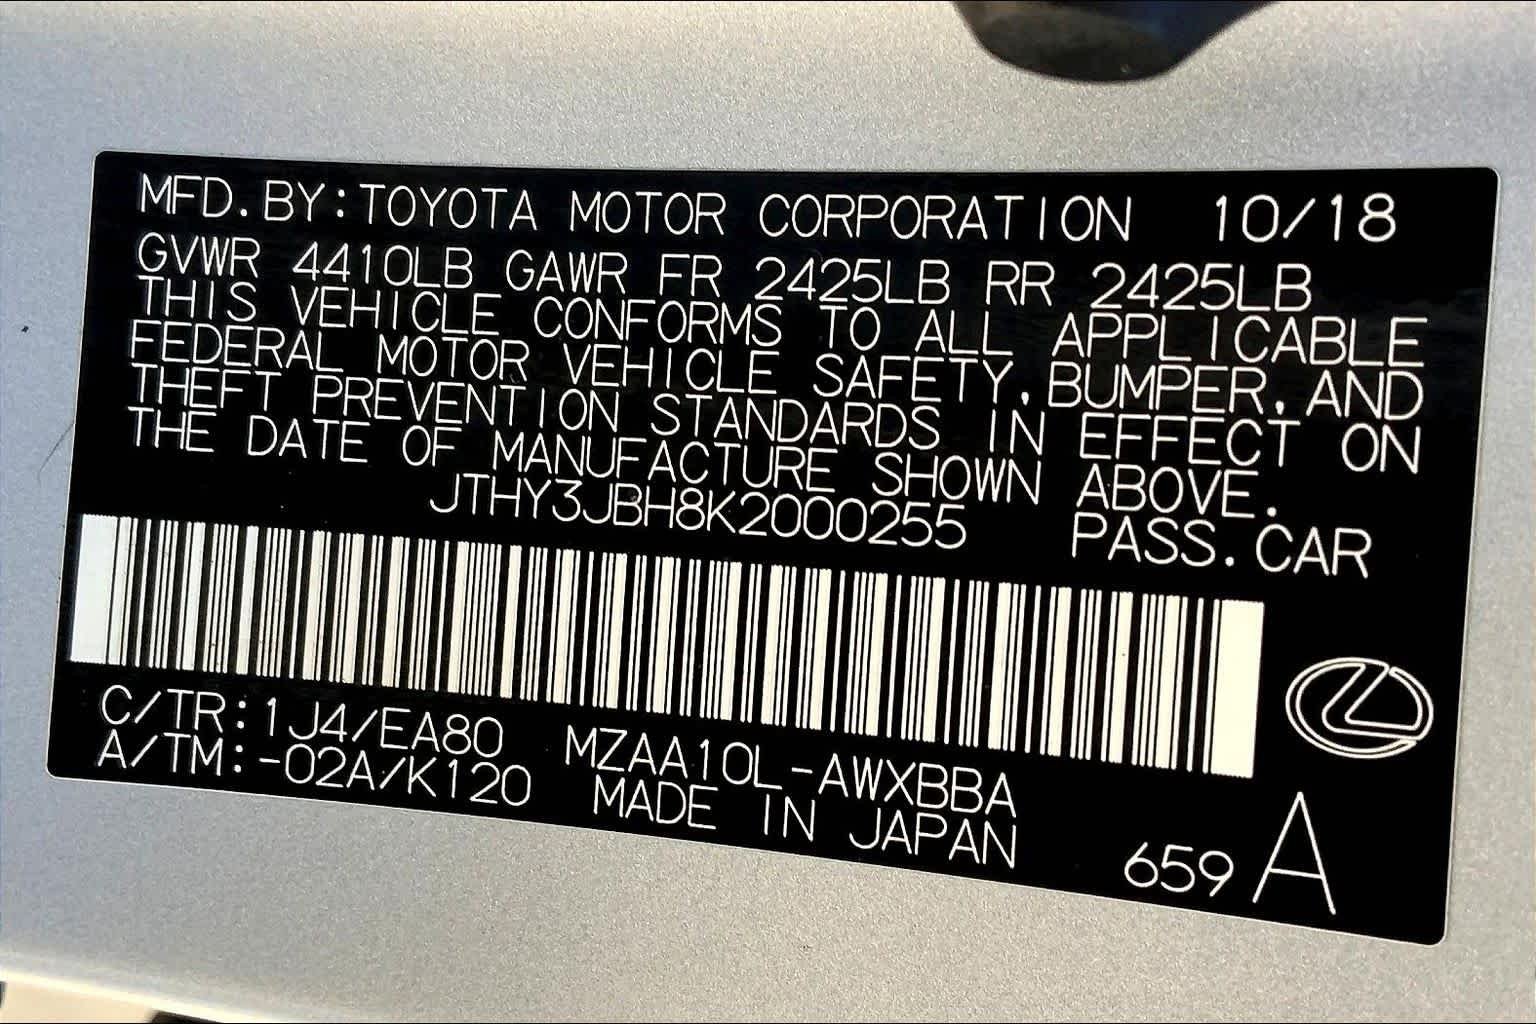 MFD.BY:TOYOTA MOTOR CORPORATION 10/18
GVWR 4410LB GAWR FR 2425LB RR 2425LB
THIS VEHICLE CONFORMS TO ALL APPLICABLE
FEDERAL MOTOR VEHICLE SAFETY,BUMPER,AND
THEFT PREVENTION STANDARDS IN EFFECT ON
THE DATE OF MANUFACTURE SHOWN ABOVE.
JTHY3JBH8K2000255 PASS.CAR
C/TR:1J4/EA80 MZAA10L-AWXBBA
A/TM:-02A/K120 MADE IN JAPAN 659 A